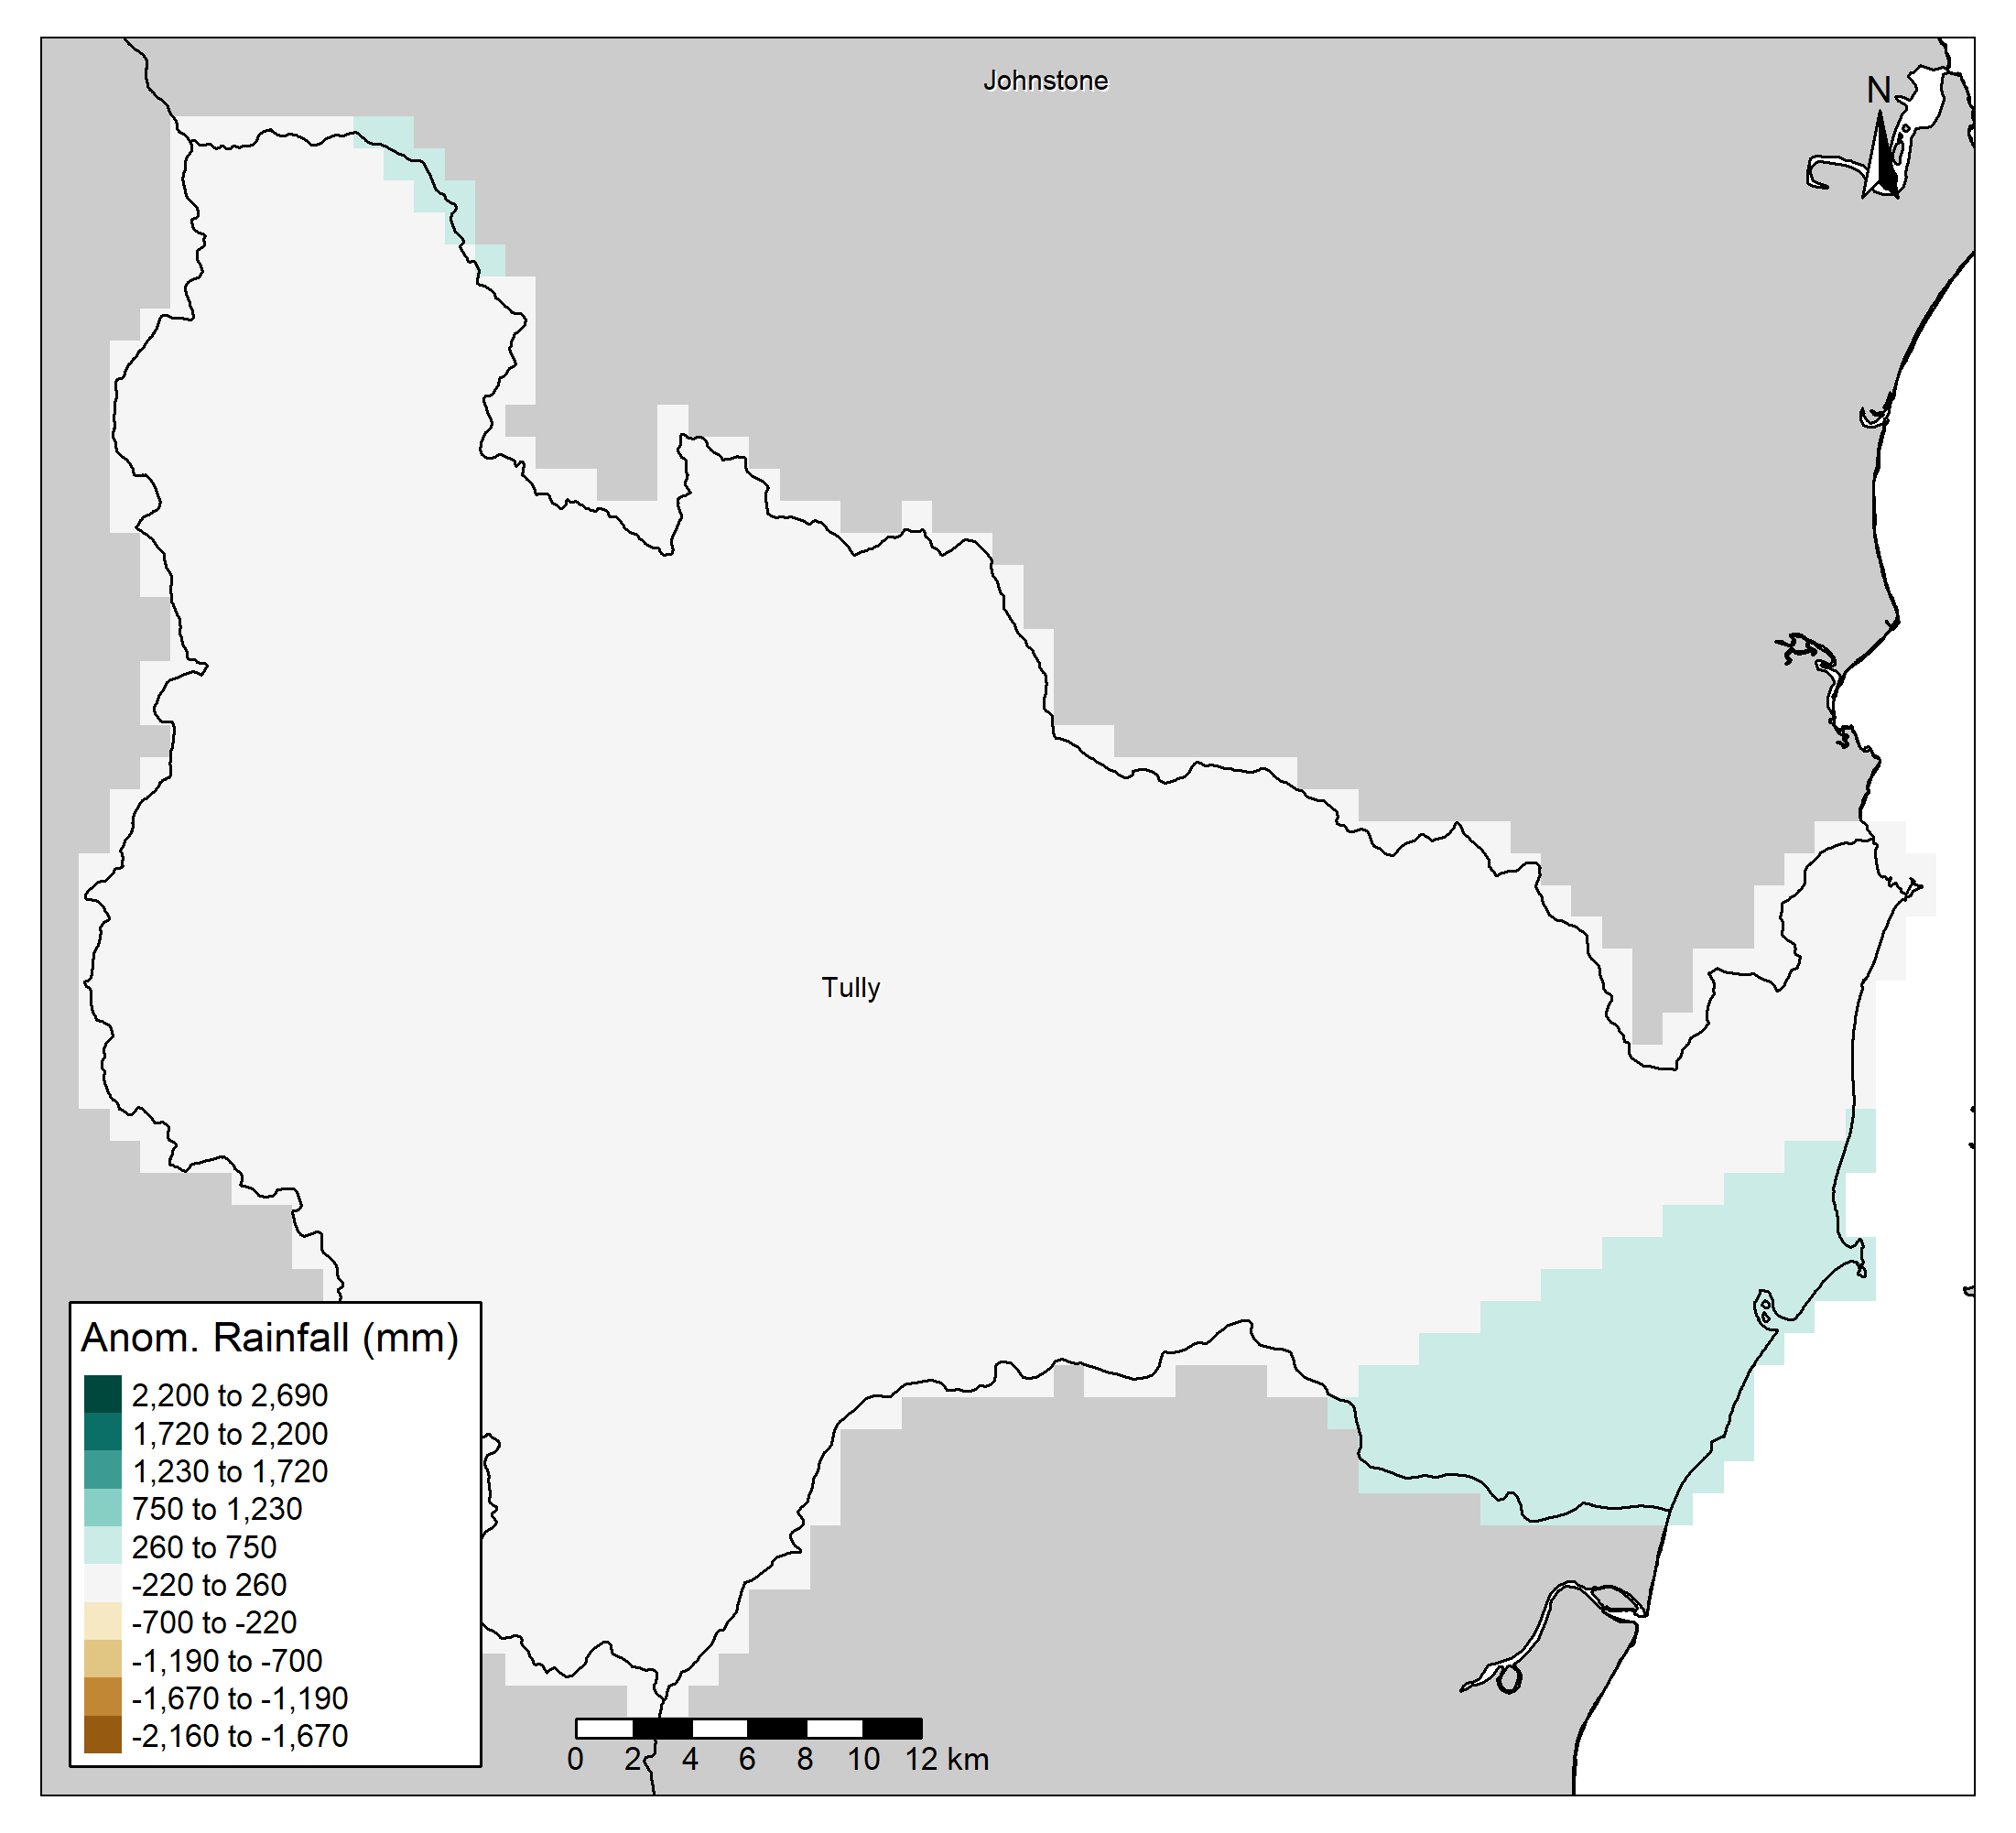 Johnstone
N
Tully
Anom. Rainfall (mm)
2,200 to 2,690
1,720 to 2,200
1,230 to 1,720
750 to 1,230
260 to 750
-220 to 260
-700 to -220
-1,190 to -700
-1,670 to -1,190
-2,160 to -1,670
0 2 4 6 8 10 12 km